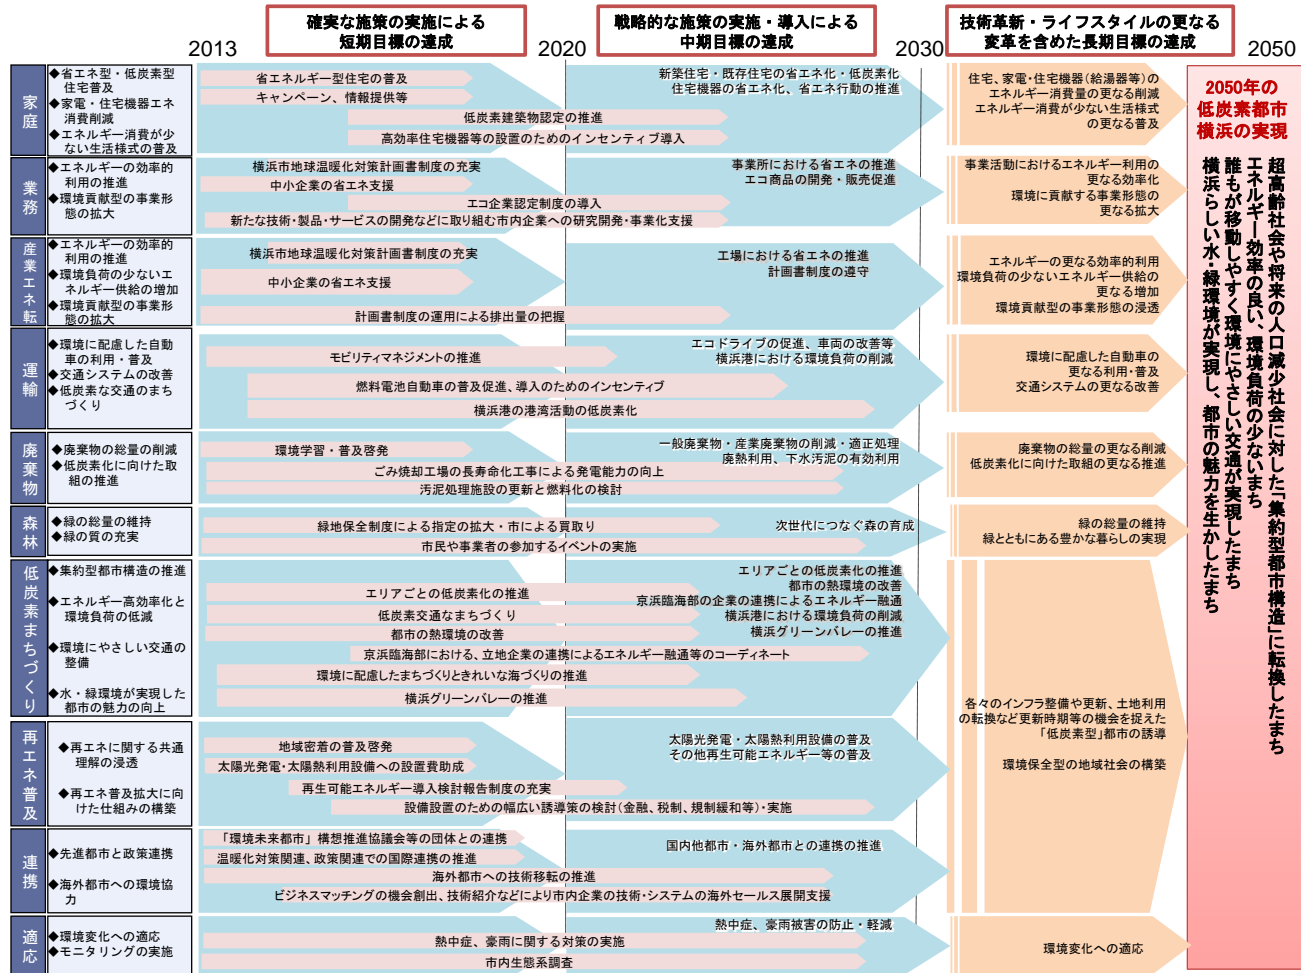 確実な施策の実施による
短期目標の達成
戦略的な施策の実施・導入による
中期目標の達成
技術革新・ライフスタイルの更なる
変革を含めた長期目標の達成
2013
2020
2030
2050
家庭
◆省エネ型・低炭素型
住宅普及
◆家電・住宅機器エネ
消費削減
◆エネルギー消費が少
ない生活様式の普及
省エネルギー型住宅の普及
キャンペーン、情報提供等
低炭素建築物認定の推進
高効率住宅機器等の設置のためのインセンティブ導入
新築住宅・既存住宅の省エネ化・低炭素化
住宅機器の省エネ化、省エネ行動の推進
住宅、家電・住宅機器（給湯器等）の
エネルギー消費量の更なる削減
エネルギー消費が少ない生活様式
の更なる普及
業務
◆エネルギーの効率的
利用の推進
◆環境貢献型の事業形
態の拡大
横浜市地球温暖化対策計画書制度の充実
中小企業の省エネ支援
エコ企業認定制度の導入
新たな技術・製品・サービスの開発などに取り組む市内企業への研究開発・事業化支援
事業所における省エネの推進
エコ商品の開発・販売促進
事業活動におけるエネルギー利用の
更なる効率化
環境に貢献する事業形態の
更なる拡大
産業エネ転
◆エネルギーの効率的
利用の推進
◆環境負荷の少ないエ
ネルギー供給の増加
◆環境貢献型の事業形
態の拡大
横浜市地球温暖化対策計画書制度の充実
中小企業の省エネ支援
計画書制度の運用による排出量の把握
工場における省エネの推進
計画書制度の遵守
エネルギーの更なる効率的利用
環境負荷の少ないエネルギー供給の
更なる増加
環境貢献型の事業形態の浸透
運輸
◆環境に配慮した自動
車の利用・普及
◆交通システムの改善
◆低炭素な交通のまち
づくり
モビリティマネジメントの推進
燃料電池自動車の普及促進、導入のためのインセンティブ
横浜港の港湾活動の低炭素化
エコドライブの促進、車両の改善等
横浜港における環境負荷の削減
環境に配慮した自動車の
更なる利用・普及
交通システムの更なる改善
廃棄物
◆廃棄物の総量の削減
◆低炭素化に向けた取
組の推進
環境学習・普及啓発
ごみ焼却工場の長寿命化工事による発電能力の向上
汚泥処理施設の更新と燃料化の検討
一般廃棄物・産業廃棄物の削減・適正処理
廃熱利用、下水汚泥の有効利用
廃棄物の総量の更なる削減
低炭素化に向けた取組の更なる推進
森林
◆緑の総量の維持
◆緑の質の充実
緑地保全制度による指定の拡大・市による買取り
市民や事業者の参加するイベントの実施
次世代につなぐ森の育成
緑の総量の維持
緑とともにある豊かな暮らしの実現
低炭素まちづくり
◆集約型都市構造の推進
◆エネルギー高効率化と
環境負荷の低減
◆環境にやさしい交通の
整備
◆水・緑環境が実現した
都市の魅力の向上
エリアごとの低炭素化の推進
低炭素交通なまちづくり
都市の熱環境の改善
京浜臨海部における、立地企業の連携によるエネルギー融通等のコーディネート
環境に配慮したまちづくりときれいな海づくりの推進
横浜グリーンバレーの推進
エリアごとの低炭素化の推進
都市の熱環境の改善
京浜臨海部の企業の連携によるエネルギー融通
横浜港における環境負荷の削減
横浜グリーンバレーの推進
各々のインフラ整備や更新、土地利用
の転換など更新時期等の機会を捉えた
「低炭素型」都市の誘導
環境保全型の地域社会の構築
再エネ普及
◆再エネに関する共通
理解の浸透
◆再エネ普及拡大に向
けた仕組みの構築
地域密着の普及啓発
太陽光発電・太陽熱利用設備への設置費助成
再生可能エネルギー導入検討報告制度の充実
設備設置のための幅広い誘導策の検討（金融、税制、規制緩和等）・実施
太陽光発電・太陽熱利用設備の普及
その他再生可能エネルギー等の普及
連携
◆先進都市と政策連携
◆海外都市への環境協
力
「環境未来都市」構想推進協議会等の団体との連携
温暖化対策関連、政策関連での国際連携の推進
海外都市への技術移転の推進
ビジネスマッチングの機会創出、技術紹介などにより市内企業の技術・システムの海外セールス展開支援
国内他都市・海外都市との連携の推進
適応
◆環境変化への適応
◆モニタリングの実施
熱中症、豪雨に関する対策の実施
市内生態系調査
熱中症、豪雨被害の防止・軽減
環境変化への適応
2050年の
低炭素都市
横浜の実現
超高齢社会や将来の人口減少社会に対した「集約型都市構造」に転換したまち
エネルギー効率の良い、環境負荷の少ないまち
誰もが移動しやすく環境にやさしい交通が実現したまち
横浜らしい水・緑環境が実現し、都市の魅力を生かしたまち